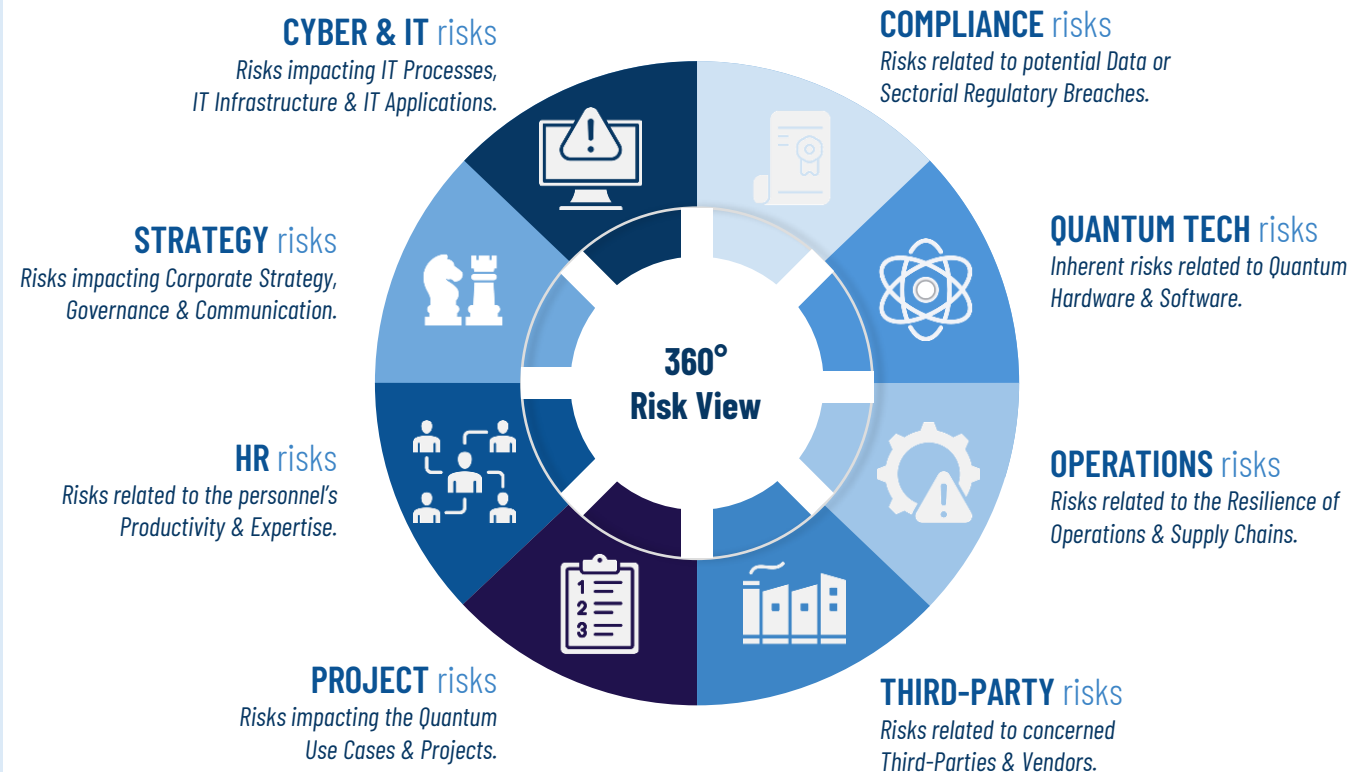 CYBER & IT risks
Risks impacting IT Processes,
IT Infrastructure & IT Applications.
COMPLIANCE risks
Risks related to potential Data or
Sectorial Regulatory Breaches.
STRATEGY risks
Risks impacting Corporate Strategy,
Governance & Communication.
QUANTUM TECH risks
Inherent risks related to Quantum
Hardware & Software.
360°
Risk View
HR risks
Risks related to the personnel’s
Productivity & Expertise.
OPERATIONS risks
Risks related to the Resilience of
Operations & Supply Chains.
1
2
3
PROJECT risks
Risks impacting the Quantum
Use Cases & Projects.
THIRD-PARTY risks
Risks related to concerned
Third-Parties & Vendors.